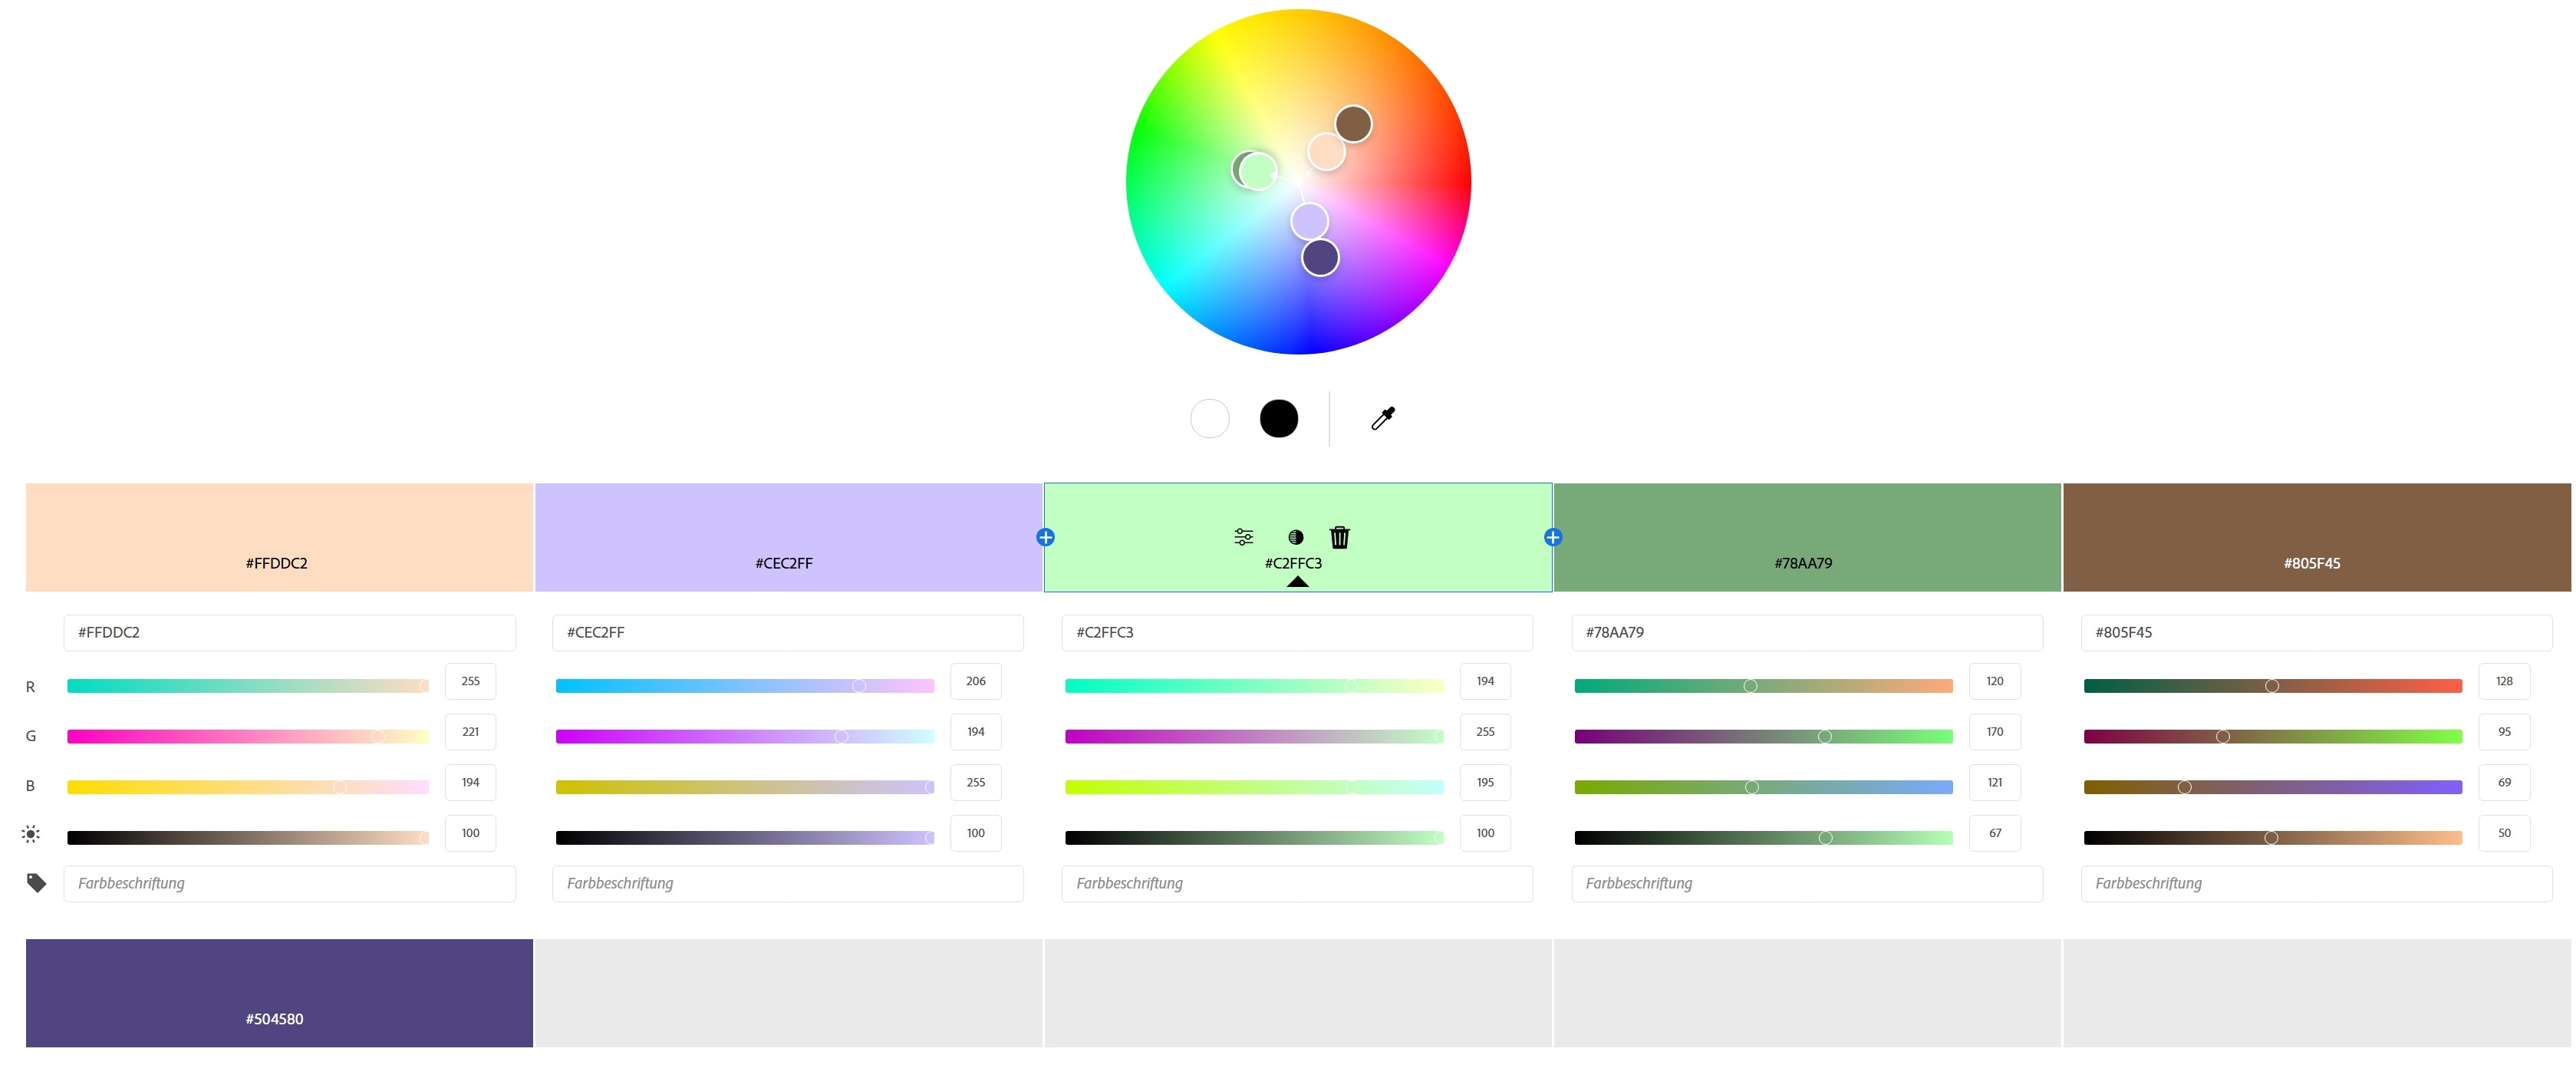 #FFDDC2 #CEC2FF #C2FFC3 #78AA79 #805F45
#FFDDC2 #CEC2FF #C2FFC3 #78AA79 #805F45
R 255 206 194 120 128
G 221 194 255 170 95
B 194 255 195 121 69
100 100 100 67 50
Farbbeschriftung Farbbeschriftung Farbbeschriftung Farbbeschriftung Farbbeschriftung
#504580